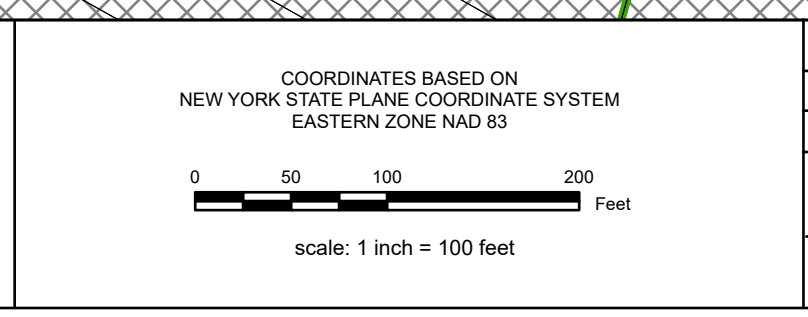 COORDINATES BASED ON
NEW YORK STATE PLANE COORDINATE SYSTEM
EASTERN ZONE NAD 83
0 50 100 200
Feet
scale: 1 inch = 100 feet